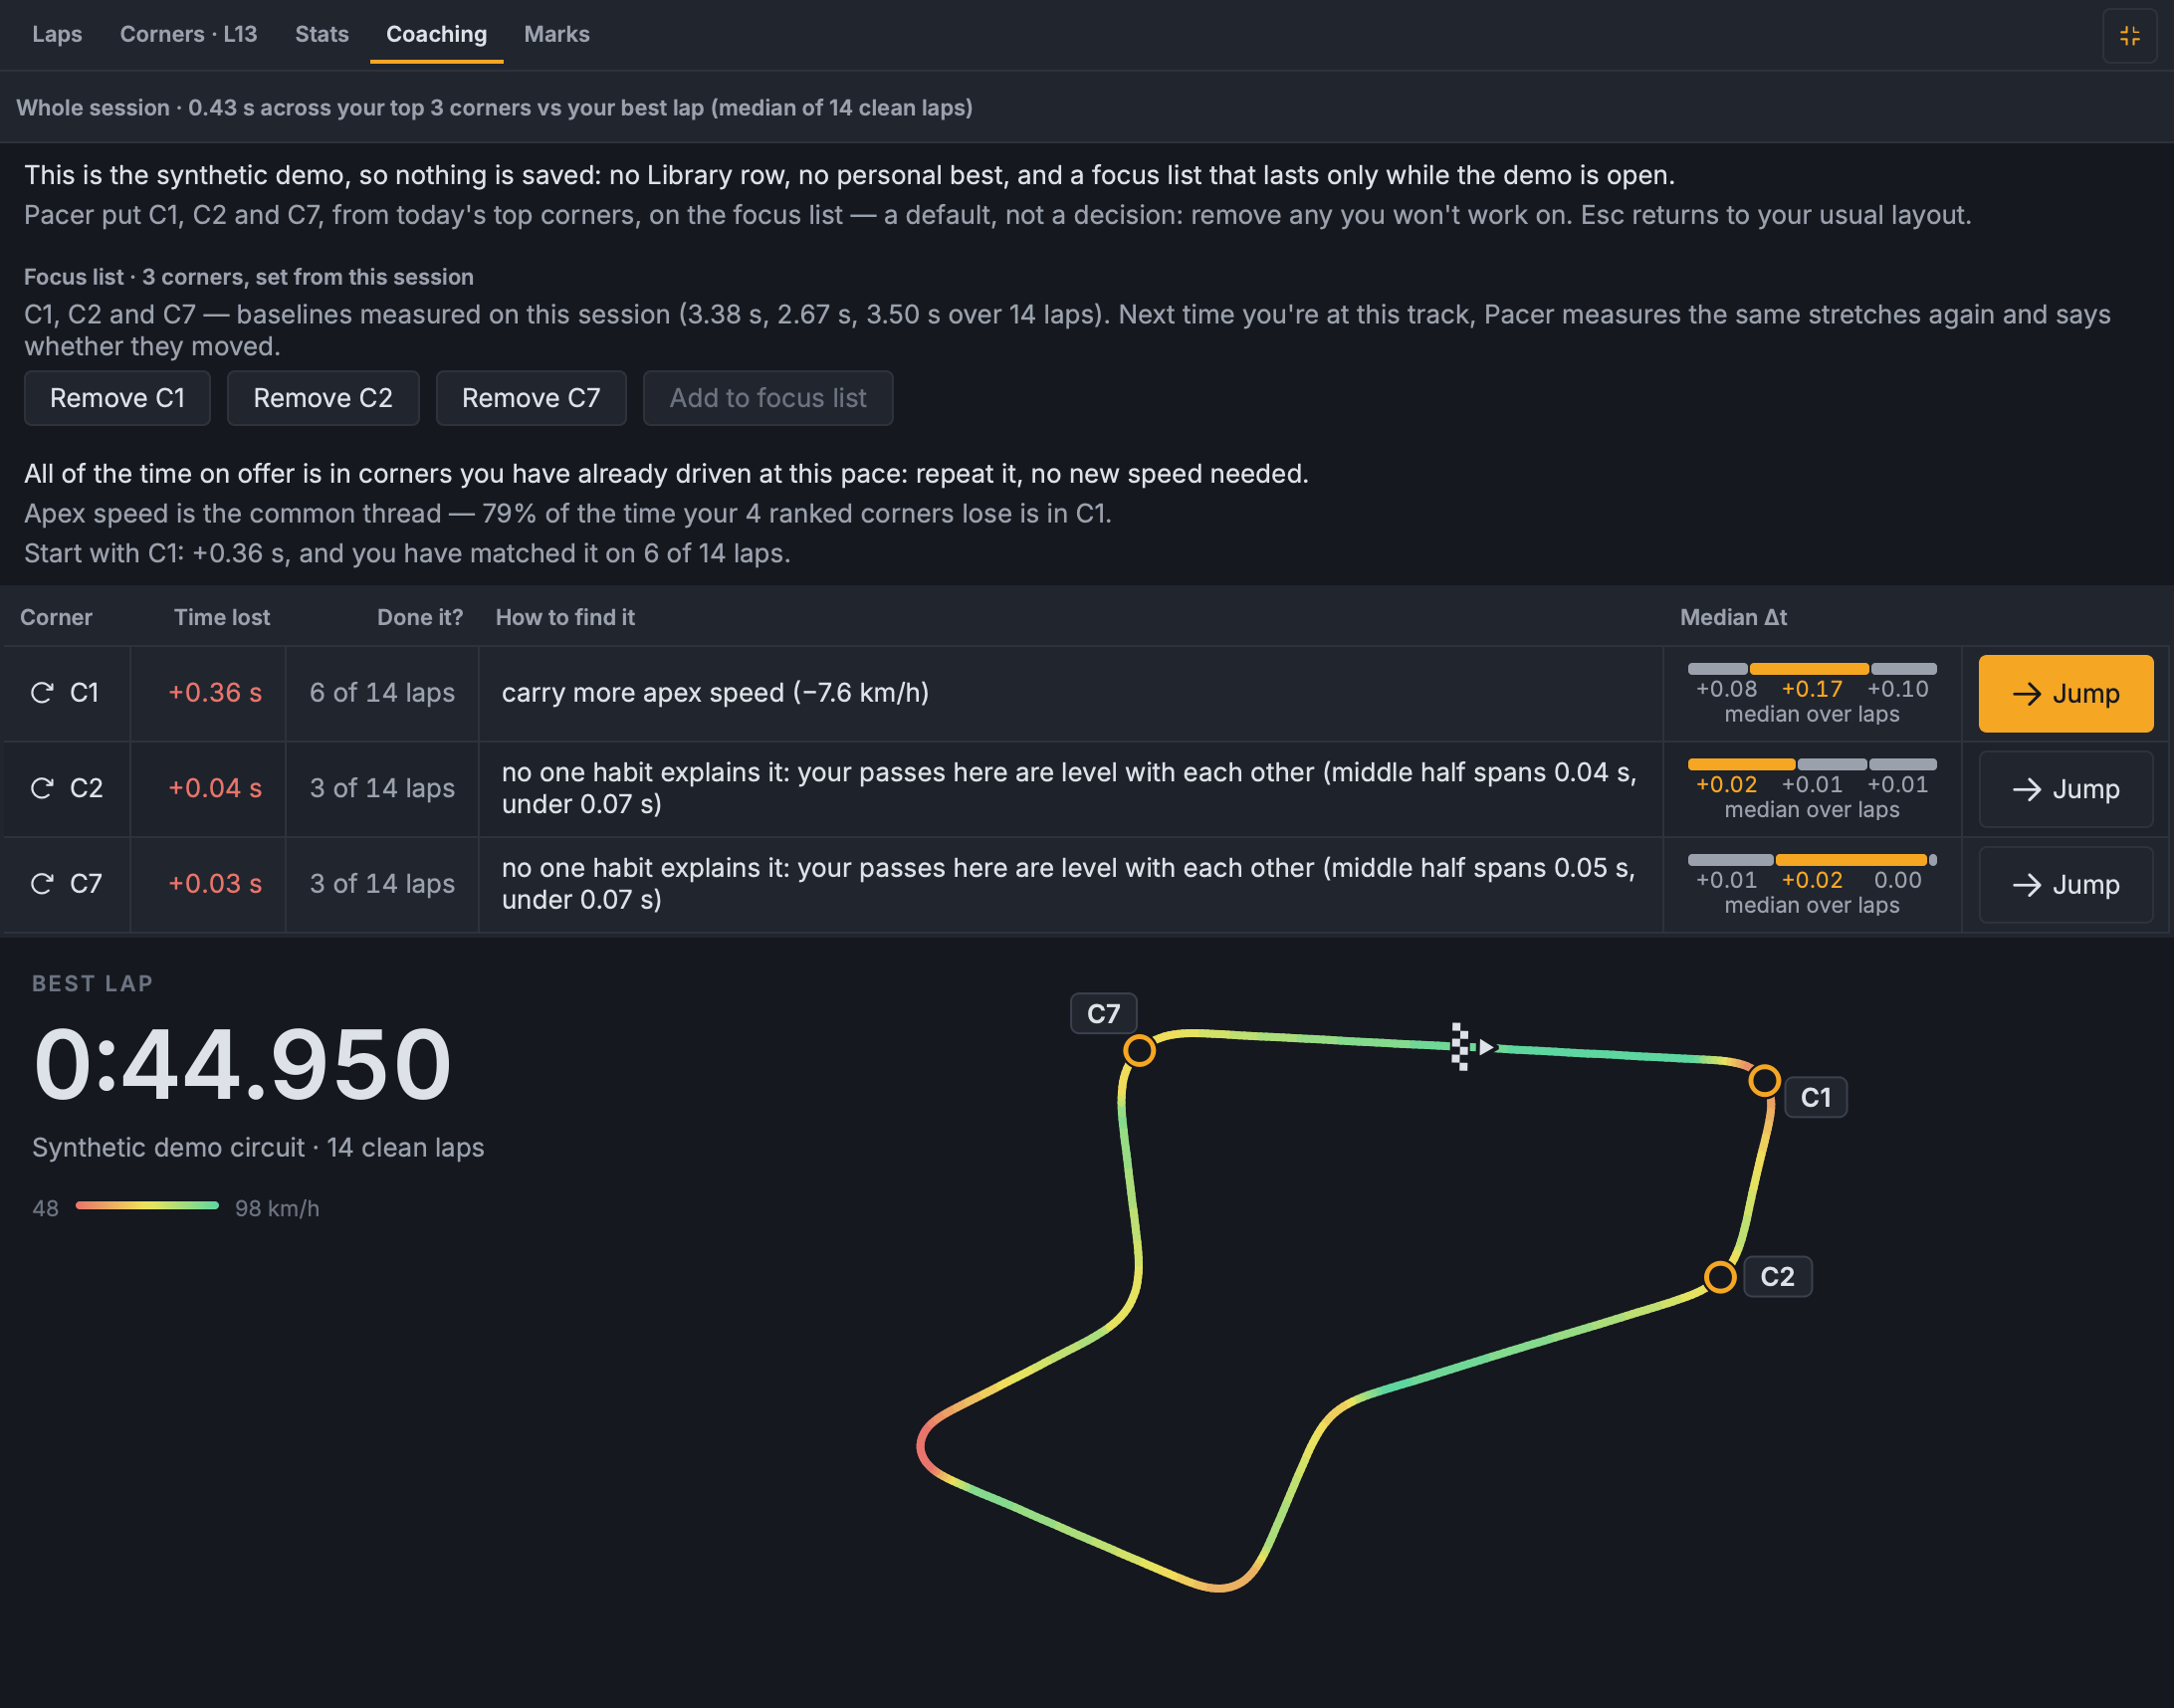 Laps
Corners · L13
Stats
Coaching
Marks
Whole session · 0.43 s across your top 3 corners vs your best lap (median of 14 clean laps)
This is the synthetic demo, so nothing is saved: no Library row, no personal best, and a focus list that lasts only while the demo is open.
Pacer put C1, C2 and C7, from today's top corners, on the focus list — a default, not a decision: remove any you won't work on. Esc returns to your usual layout.
Focus list · 3 corners, set from this session
C1, C2 and C7 — baselines measured on this session (3.38 s, 2.67 s, 3.50 s over 14 laps). Next time you're at this track, Pacer measures the same stretches again and says
whether they moved.
Remove C1
Remove C2
Remove C7
Add to focus list
All of the time on offer is in corners you have already driven at this pace: repeat it, no new speed needed.
Apex speed is the common thread — 79% of the time your 4 ranked corners lose is in C1.
Start with C1: +0.36 s, and you have matched it on 6 of 14 laps.
Corner
Time lost
Done it?
How to find it
Median Δt
C1
+0.36 s
6 of 14 laps
carry more apex speed (−7.6 km/h)
+0.08 +0.17 +0.10
median over laps
Jump
C2
+0.04 s
3 of 14 laps
no one habit explains it: your passes here are level with each other (middle half spans 0.04 s,
under 0.07 s)
+0.02 +0.01 +0.01
median over laps
Jump
C7
+0.03 s
3 of 14 laps
no one habit explains it: your passes here are level with each other (middle half spans 0.05 s,
under 0.07 s)
+0.01 +0.02 0.00
median over laps
Jump
BEST LAP
0:44.950
Synthetic demo circuit · 14 clean laps
48
98 km/h
C7
C1
C2